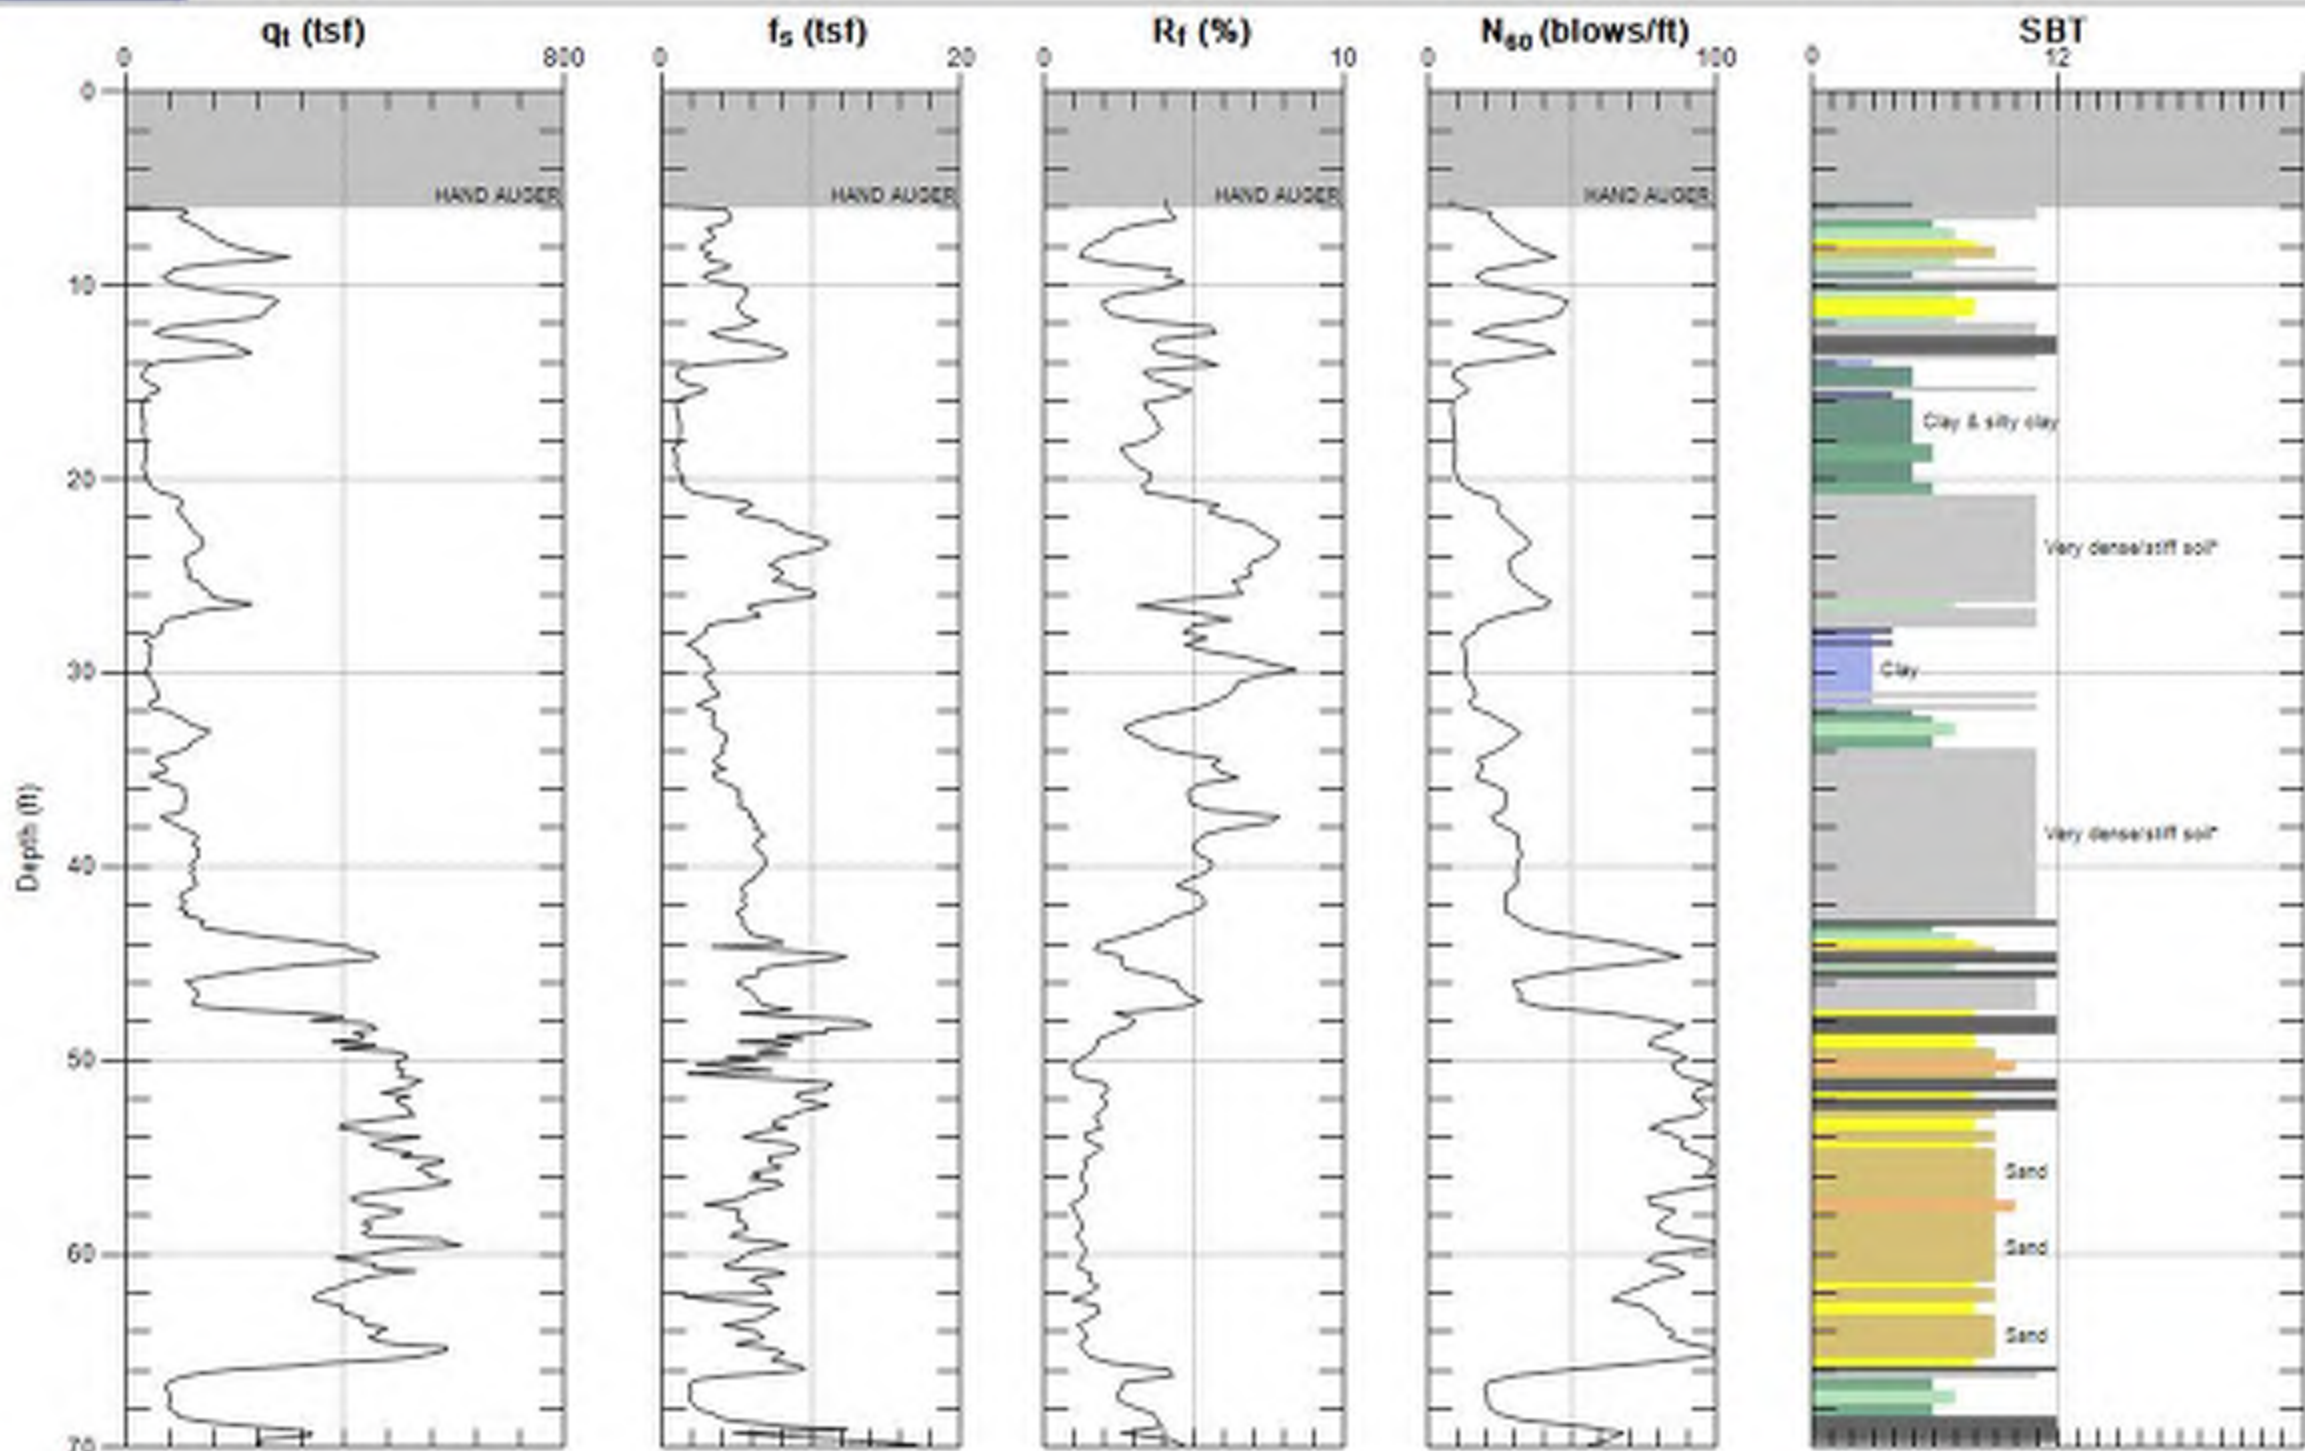 qt (tsf)
fs (tsf)
Rf (%)
N60 (blows/ft)
SBT
0
800
0
20
0
10
0
100
0
12
0
HAND AUGER
HAND AUGER
HAND AUGER
HAND AUGER
10
Clay & silty clay
20
Very dense/stiff soil*
30
Clay
Depth (ft)
Very dense/stiff soil*
40
50
Sand
60
Sand
Sand
70